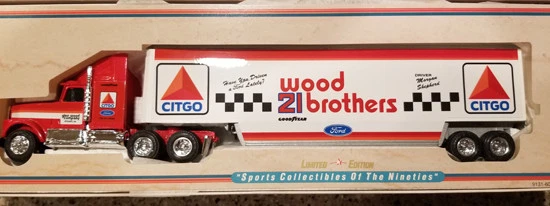 CITGO
Ford
CITGO
Have You Driven
a Ford Lately?
wood
21 brothers
GOODYEAR
Ford
DRIVER
Morgan
Shepherd
CITGO
LIMITED EDITION
"Sports Collectibles Of The Nineties"